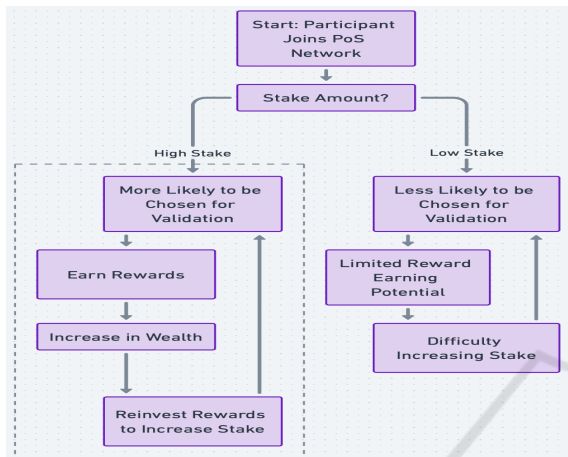 Start: Participant
Joins PoS
Network
Stake Amount?
High Stake
Low Stake
More Likely to be
Chosen for
Validation
Earn Rewards
Increase in Wealth
Reinvest Rewards
to Increase Stake
Less Likely to be
Chosen for
Validation
Limited Reward
Earning
Potential
Difficulty
Increasing Stake